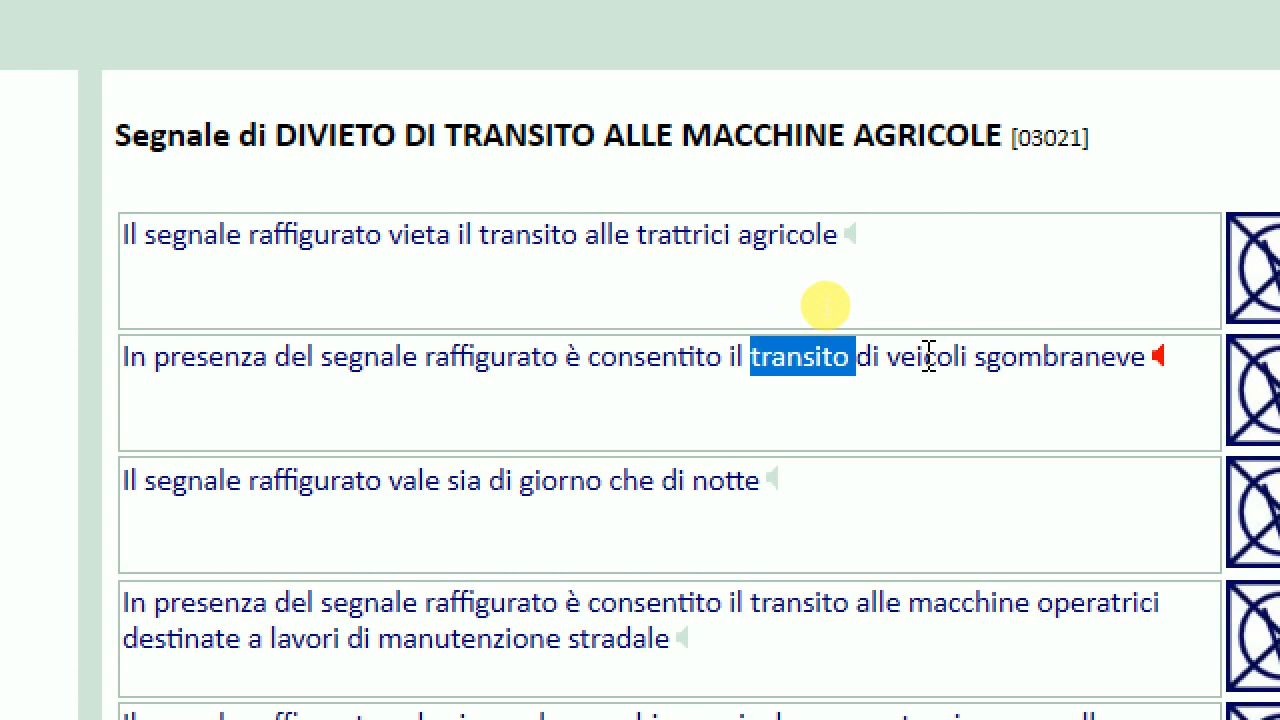 Segnale di DIVIETO DI TRANSITO ALLE MACCHINE AGRICOLE [03021]
Il segnale raffigurato vieta il transito alle trattrici agricole
In presenza del segnale raffigurato è consentito il transito di veicoli sgombraneve
Il segnale raffigurato vale sia di giorno che di notte
In presenza del segnale raffigurato è consentito il transito alle macchine operatrici
destinate a lavori di manutenzione stradale